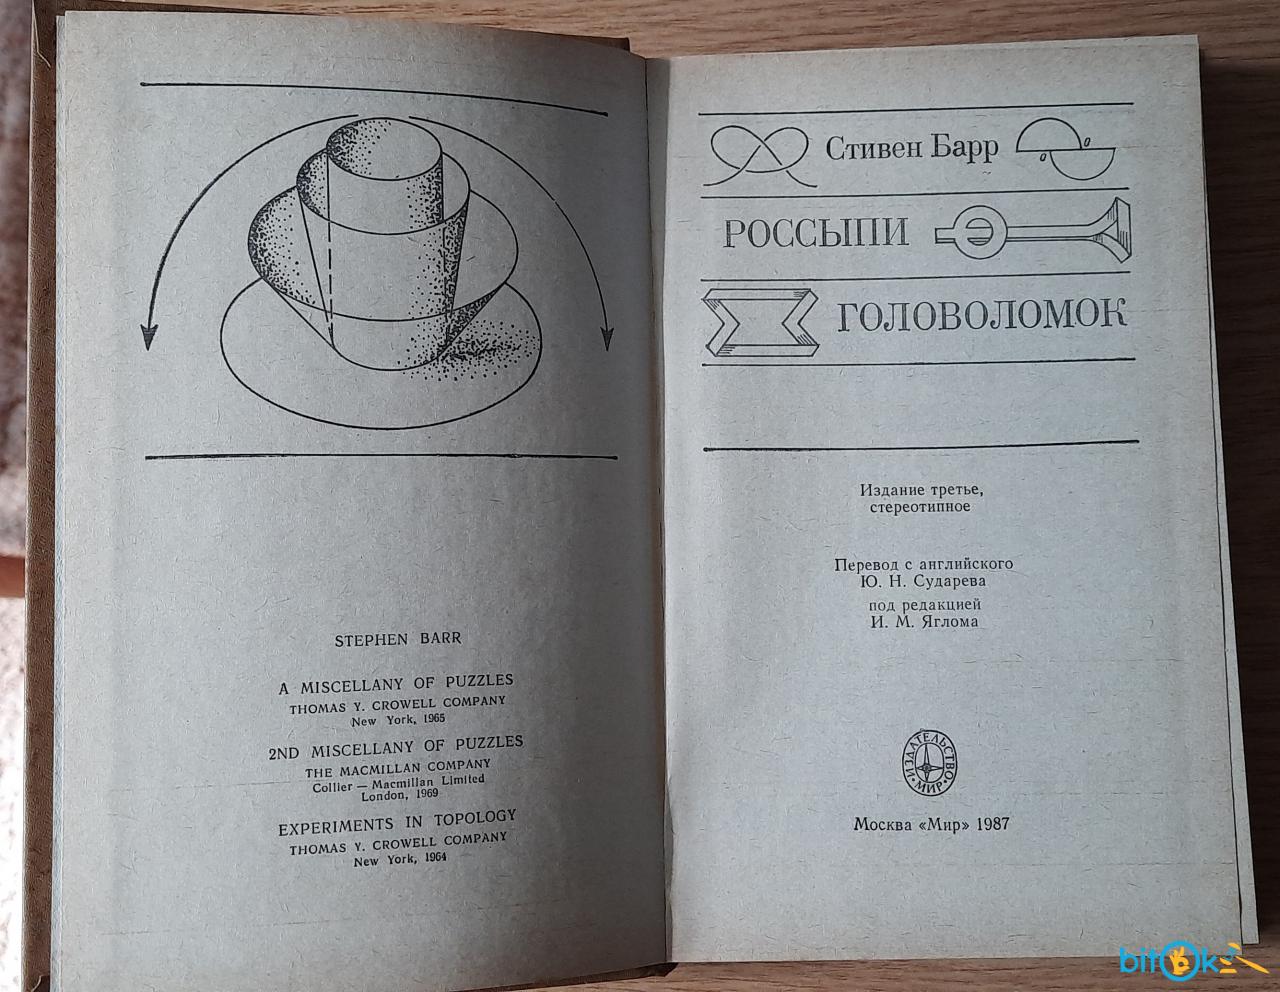 STEPHEN BARR
A MISCELLANY OF PUZZLES
THOMAS Y. CROWELL COMPANY
New York, 1965
2ND MISCELLANY OF PUZZLES
THE MACMILLAN COMPANY
Collier — Macmillan Limited
London, 1969
EXPERIMENTS IN TOPOLOGY
THOMAS Y. CROWELL COMPANY
New York, 1964
Стивен Барр
РОССЫПИ
ГОЛОВОЛОМОК
Издание третье,
стереотипное
Перевод с английского
Ю. Н. Сударева
под редакцией
И. М. Яглома
ИЗДАТЕЛЬСТВО
МИР
Москва «Мир» 1987
bitOk